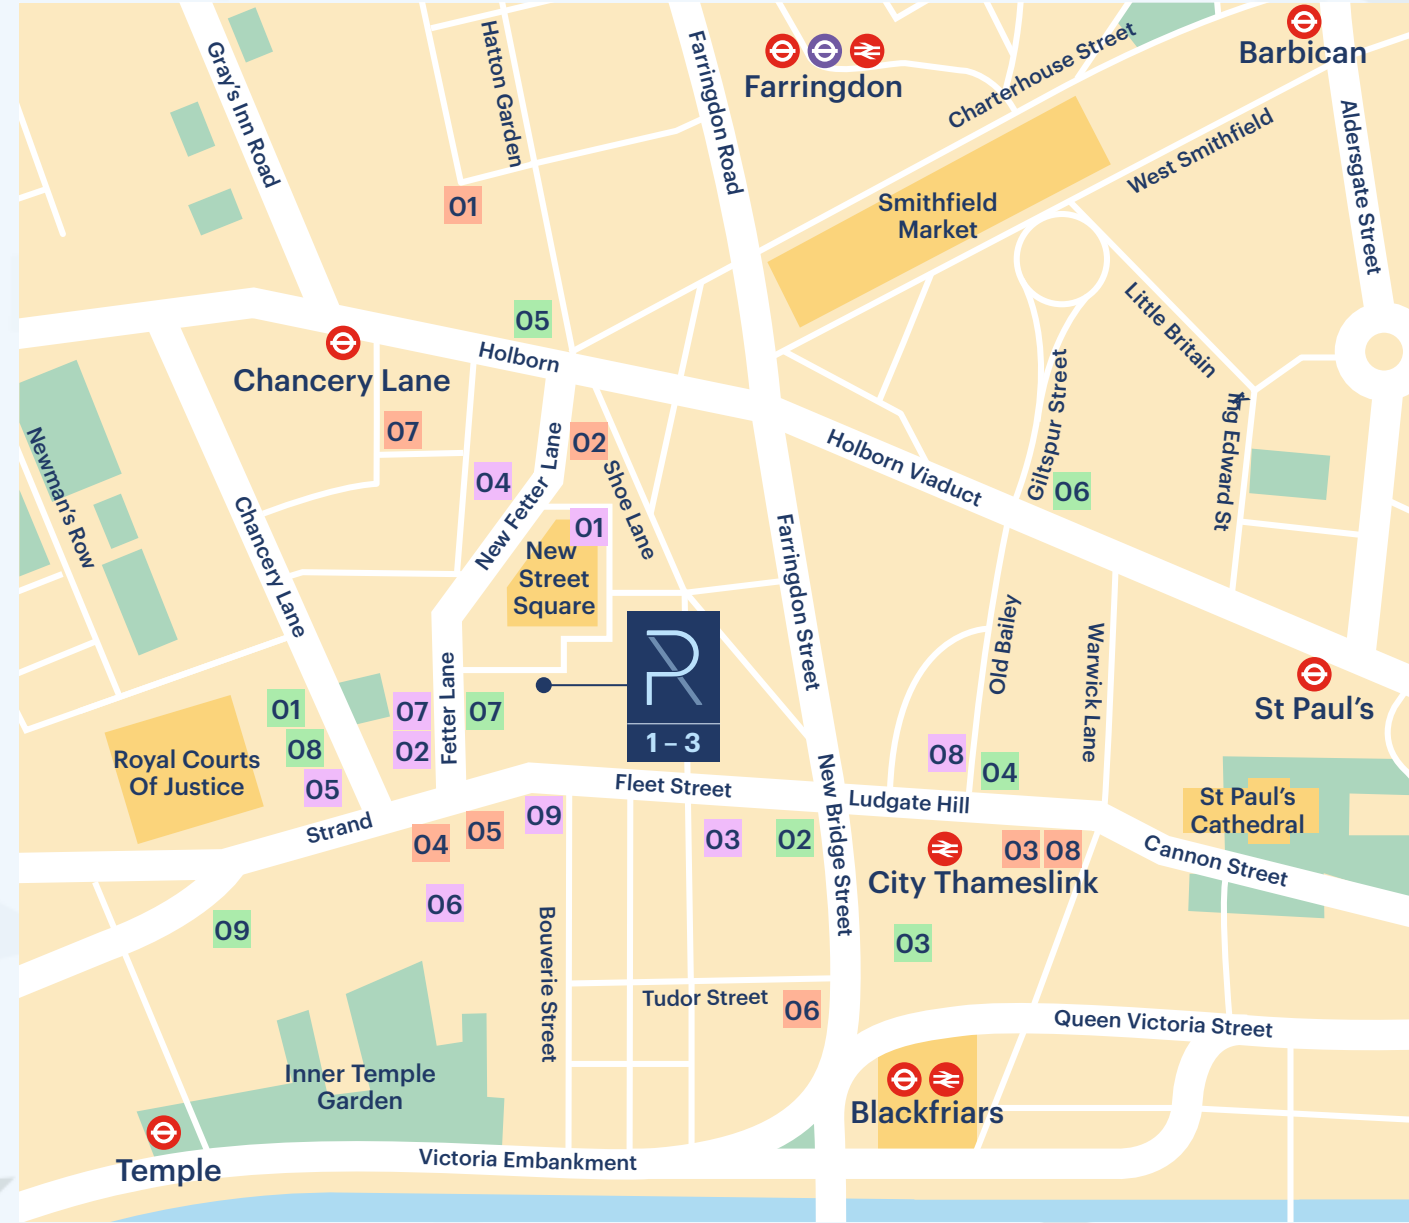 Gray's Inn Road
Hatton Garden
Farringdon Road
Farringdon
Charterhouse Street
Barbican
Aldersgate Street
West Smithfield
Smithfield
Market
01
05
Holborn
Chancery Lane
Little Britain
Giltspur Street
King Edward St
07
02
04
New Fetter Lane
Shoe Lane
01
New
Street
Square
Holborn Viaduct
06
Newman's Row
Chancery Lane
Farringdon Street
Old Bailey
Warwick Lane
St Paul's
R
1 – 3
01
08
05
07
02
Fetter Lane
07
Royal Courts
Of Justice
Strand
Fleet Street
New Bridge Street
Ludgate Hill
08
04
St Paul's
Cathedral
Cannon Street
04
05
09
03
02
City Thameslink
03
08
06
09
03
Bouverie Street
Tudor Street
06
Queen Victoria Street
Inner Temple
Garden
Blackfriars
Temple
Victoria Embankment